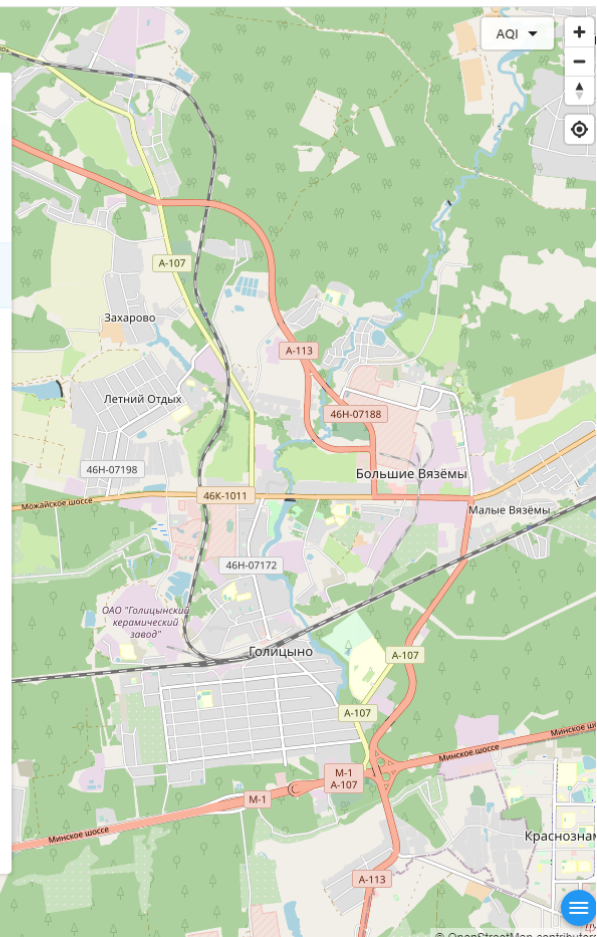 AQI
A-107
Захарово
A-113
Летний Отдых
46Н-07188
46Н-07198
Большие Вязёмы
Можайское шоссе
46К-1011
Малые Вязёмы
46Н-07172
ОАО "Голицынский
керамический
завод"
Голицыно
A-107
A-107
Минское шоссе
Минское шоссе
М-1
A-107
М-1
Минское шоссе
Краснознам
A-113
© OpenStreetMap contributors